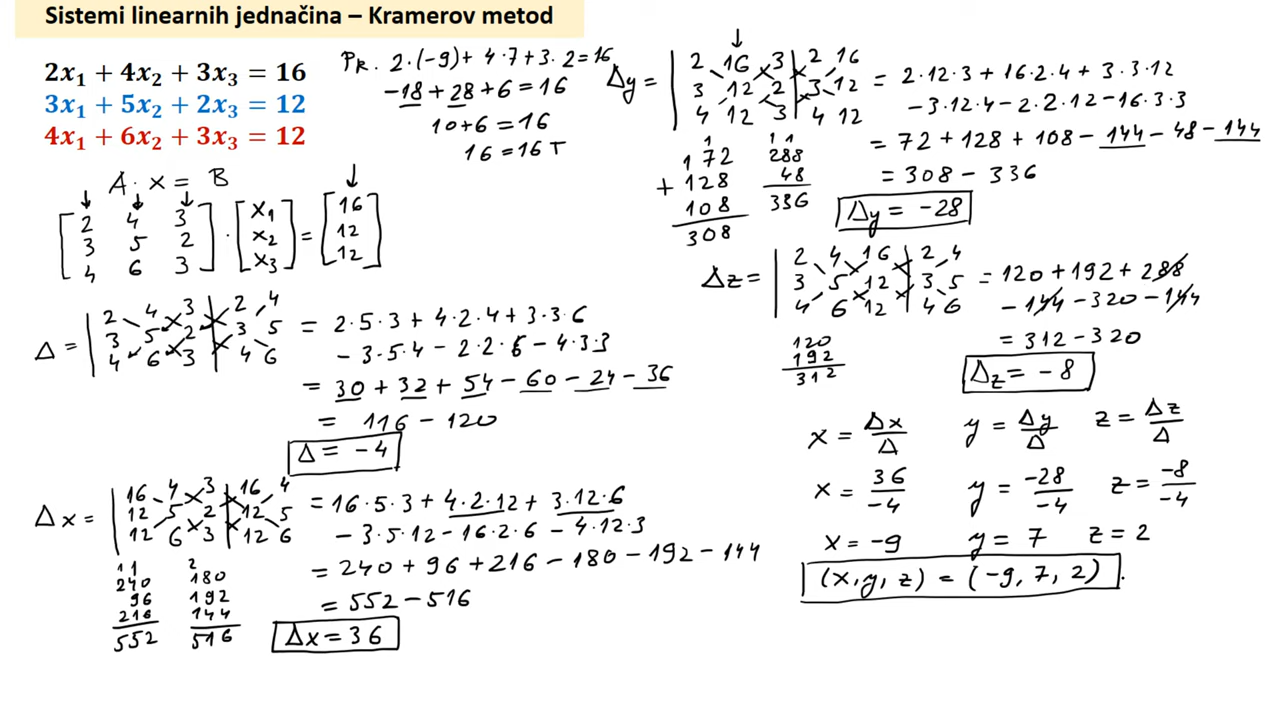 Sistemi linearnih jednačina – Kramerov metod
2x₁ + 4x₂ + 3x₃ = 16
3x₁ + 5x₂ + 2x₃ = 12
4x₁ + 6x₂ + 3x₃ = 12
Pr. 2·(-9) + 4·7 + 3·2 = 16
-18 + 28 + 6 = 16
10 + 6 = 16
16 = 16 T
A · x = B
2 4 3 · x₁ = 16
3 5 2 x₂ 12
4 6 3 x₃ 12
Δ = | 2 4 3 | 2 4 = 2·5·3 + 4·2·4 + 3·3·6
3 5 2 | 3 5 - 3·5·4 - 2·2·6 - 4·3·3
4 6 3 | 4 6
= 30 + 32 + 54 - 60 - 24 - 36
= 116 - 120
Δ = -4
Δx = | 16 4 3 | 16 4 = 16·5·3 + 4·2·12 + 3·12·6
12 5 2 | 12 5 - 3·5·12 - 16·2·6 - 4·12·3
12 6 3 | 12 6
= 240 + 96 + 216 - 180 - 192 - 144
= 552 - 516
Δx = 36
11 2
240 180
96 192
216 144
552 516
Δy = | 2 16 3 | 2 16 = 2·12·3 + 16·2·4 + 3·3·12
3 12 2 | 3 12 - 3·12·4 - 2·2·12 - 16·3·3
4 12 3 | 4 12
= 72 + 128 + 108 - 144 - 48 - 144
= 308 - 336
Δy = -28
1 11
172 288
+ 128 48
108 336
308
Δz = | 2 4 16 | 2 4 = 120 + 192 + 288
3 5 12 | 3 5 - 144 - 320 - 144
4 6 12 | 4 6
= 312 - 320
Δz = -8
120
192
312
x = Δx/Δ y = Δy/Δ z = Δz/Δ
x = 36/-4 y = -28/-4 z = -8/-4
x = -9 y = 7 z = 2
(x, y, z) = (-9, 7, 2).